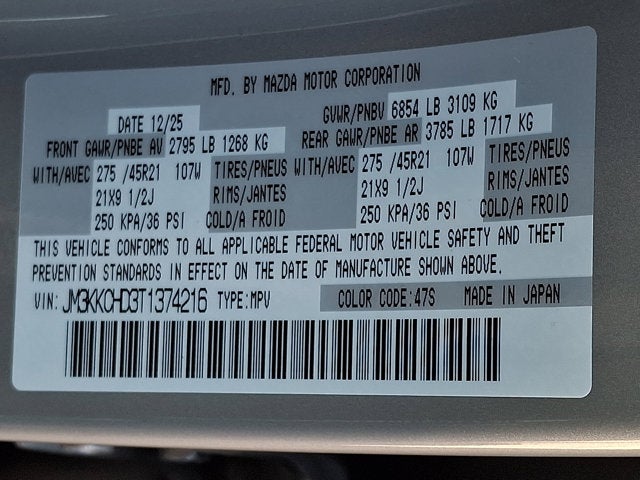 MFD. BY MAZDA MOTOR CORPORATION
DATE 12/25 GVWR/PNBV 6854 LB 3109 KG
FRONT GAWR/PNBE AV 2795 LB 1268 KG REAR GAWR/PNBE AR 3785 LB 1717 KG
WITH/AVEC 275 /45R21 107W TIRES/PNEUS WITH/AVEC 275 /45R21 107W TIRES/PNEUS
21X9 1/2J RIMS/JANTES 21X9 1/2J RIMS/JANTES
250 KPA/36 PSI COLD/A FROID 250 KPA/36 PSI COLD/A FROID
THIS VEHICLE CONFORMS TO ALL APPLICABLE FEDERAL MOTOR VEHICLE SAFETY AND THEFT
PREVENTION STANDARDS IN EFFECT ON THE DATE OF MANUFACTURE SHOWN ABOVE.
VIN: JM3KKCHD3T1374216 TYPE:MPV COLOR CODE:47S MADE IN JAPAN